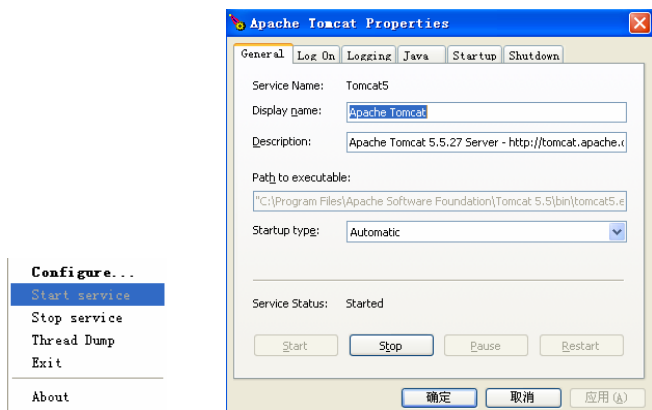 Apache Tomcat Properties
General Log On Logging Java Startup Shutdown
Service Name: Tomcat5
Display name: Apache Tomcat
Description: Apache Tomcat 5.5.27 Server - http://tomcat.apache.(
Path to executable:
"C:\Program Files\Apache Software Foundation\Tomcat 5.5\bin\tomcat5.e
Startup type: Automatic
Service Status: Started
Start Stop Pause Restart
确定 取消 应用(A)
Configure...
Start service
Stop service
Thread Dump
Exit
About